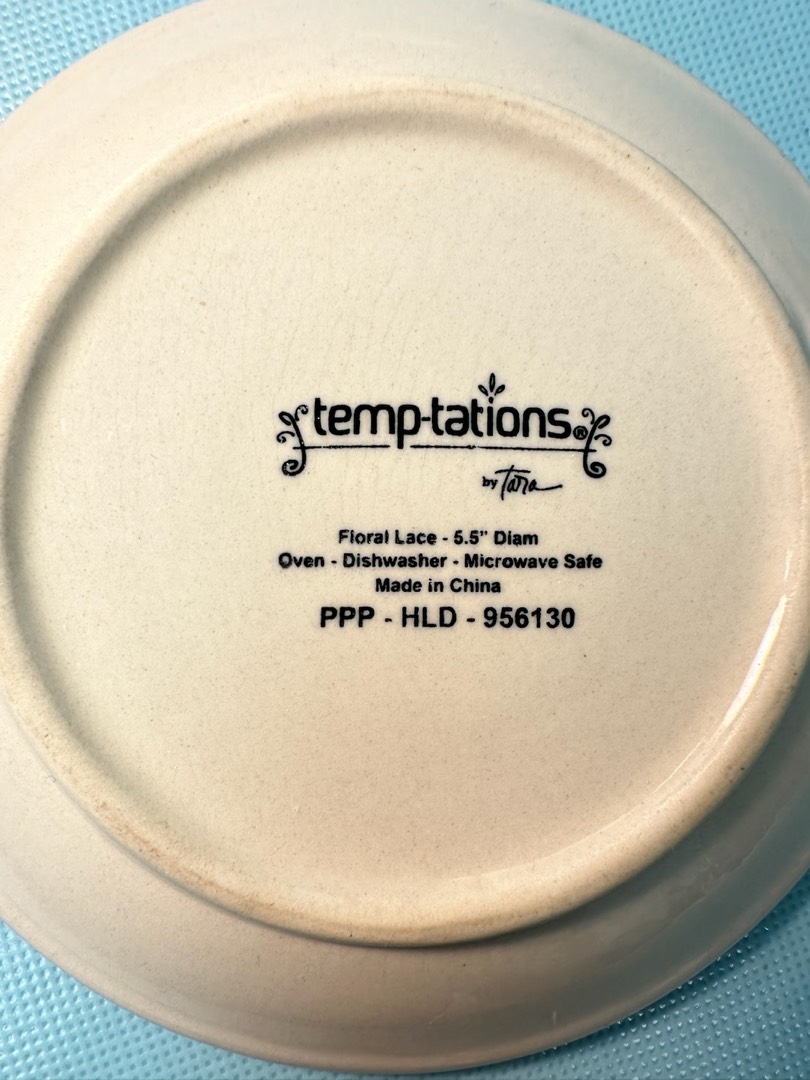 temp-tations®
by Tara
Floral Lace - 5.5" Diam
Oven - Dishwasher - Microwave Safe
Made in China
PPP - HLD - 956130